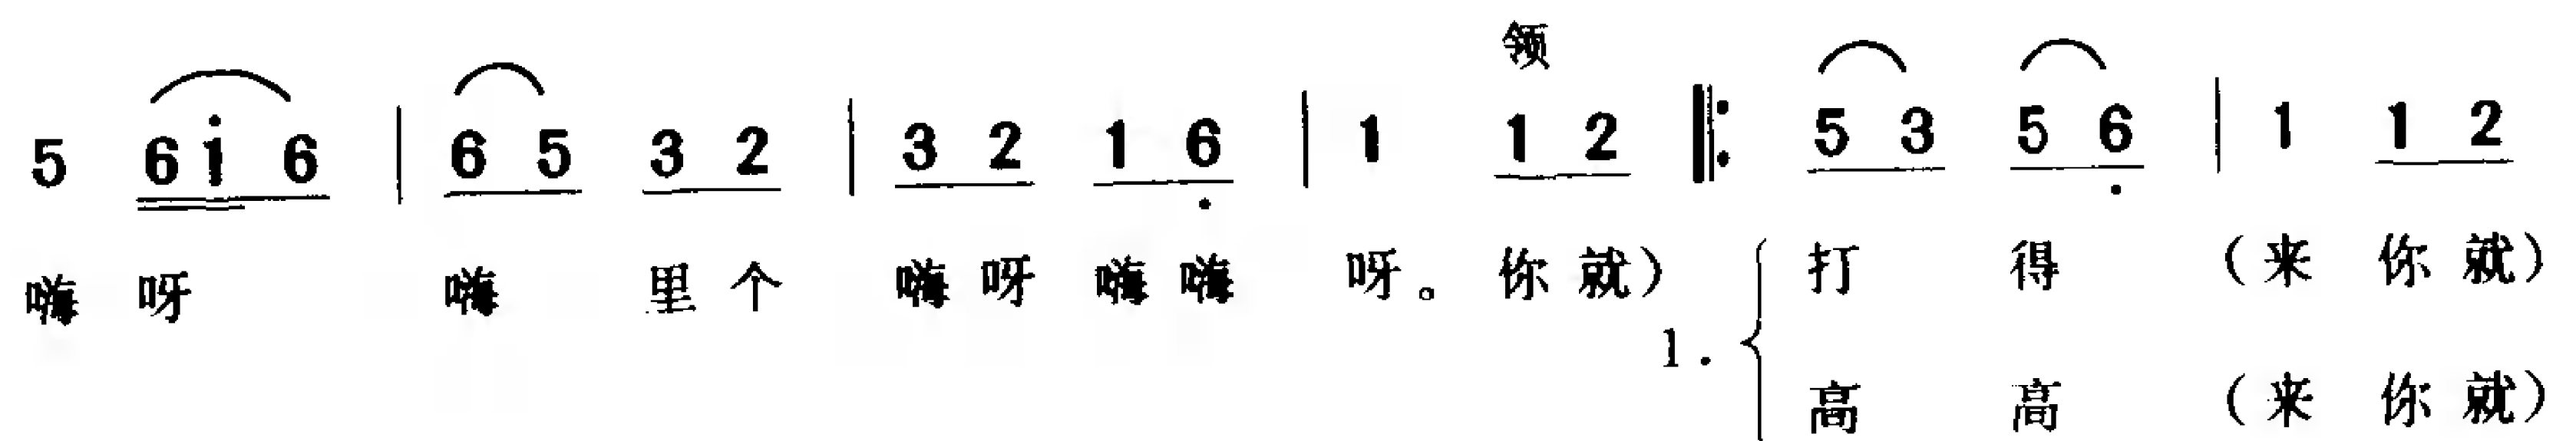 领
5 6 i 6 | 6 5 3 2 | 3 2 1 6 | 1 1 2 ‖: 5 3 5 6 | 1 1 2
嗨 呀 嗨 里 个 嗨 呀 嗨 嗨 呀。 你 就) 打 得 (来 你 就)
1.
高 高 (来 你 就)